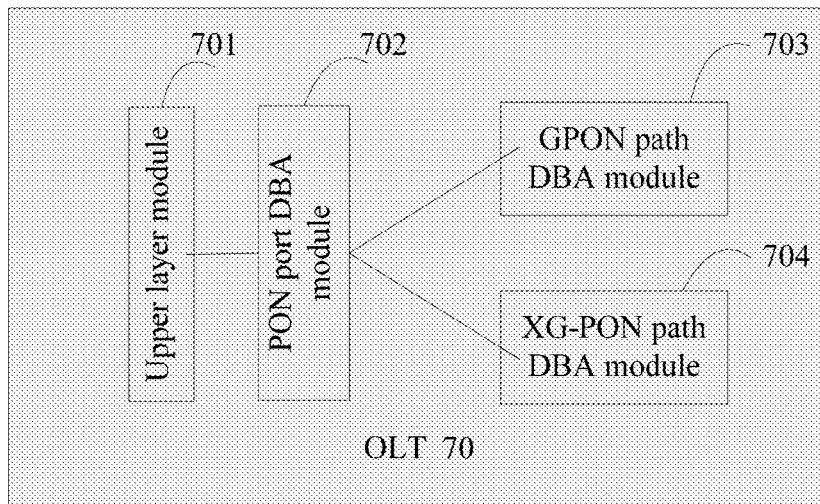 701
702
703
Upper layer module
PON port DBA
module
GPON path
DBA module
704
XG-PON path
DBA module
OLT 70